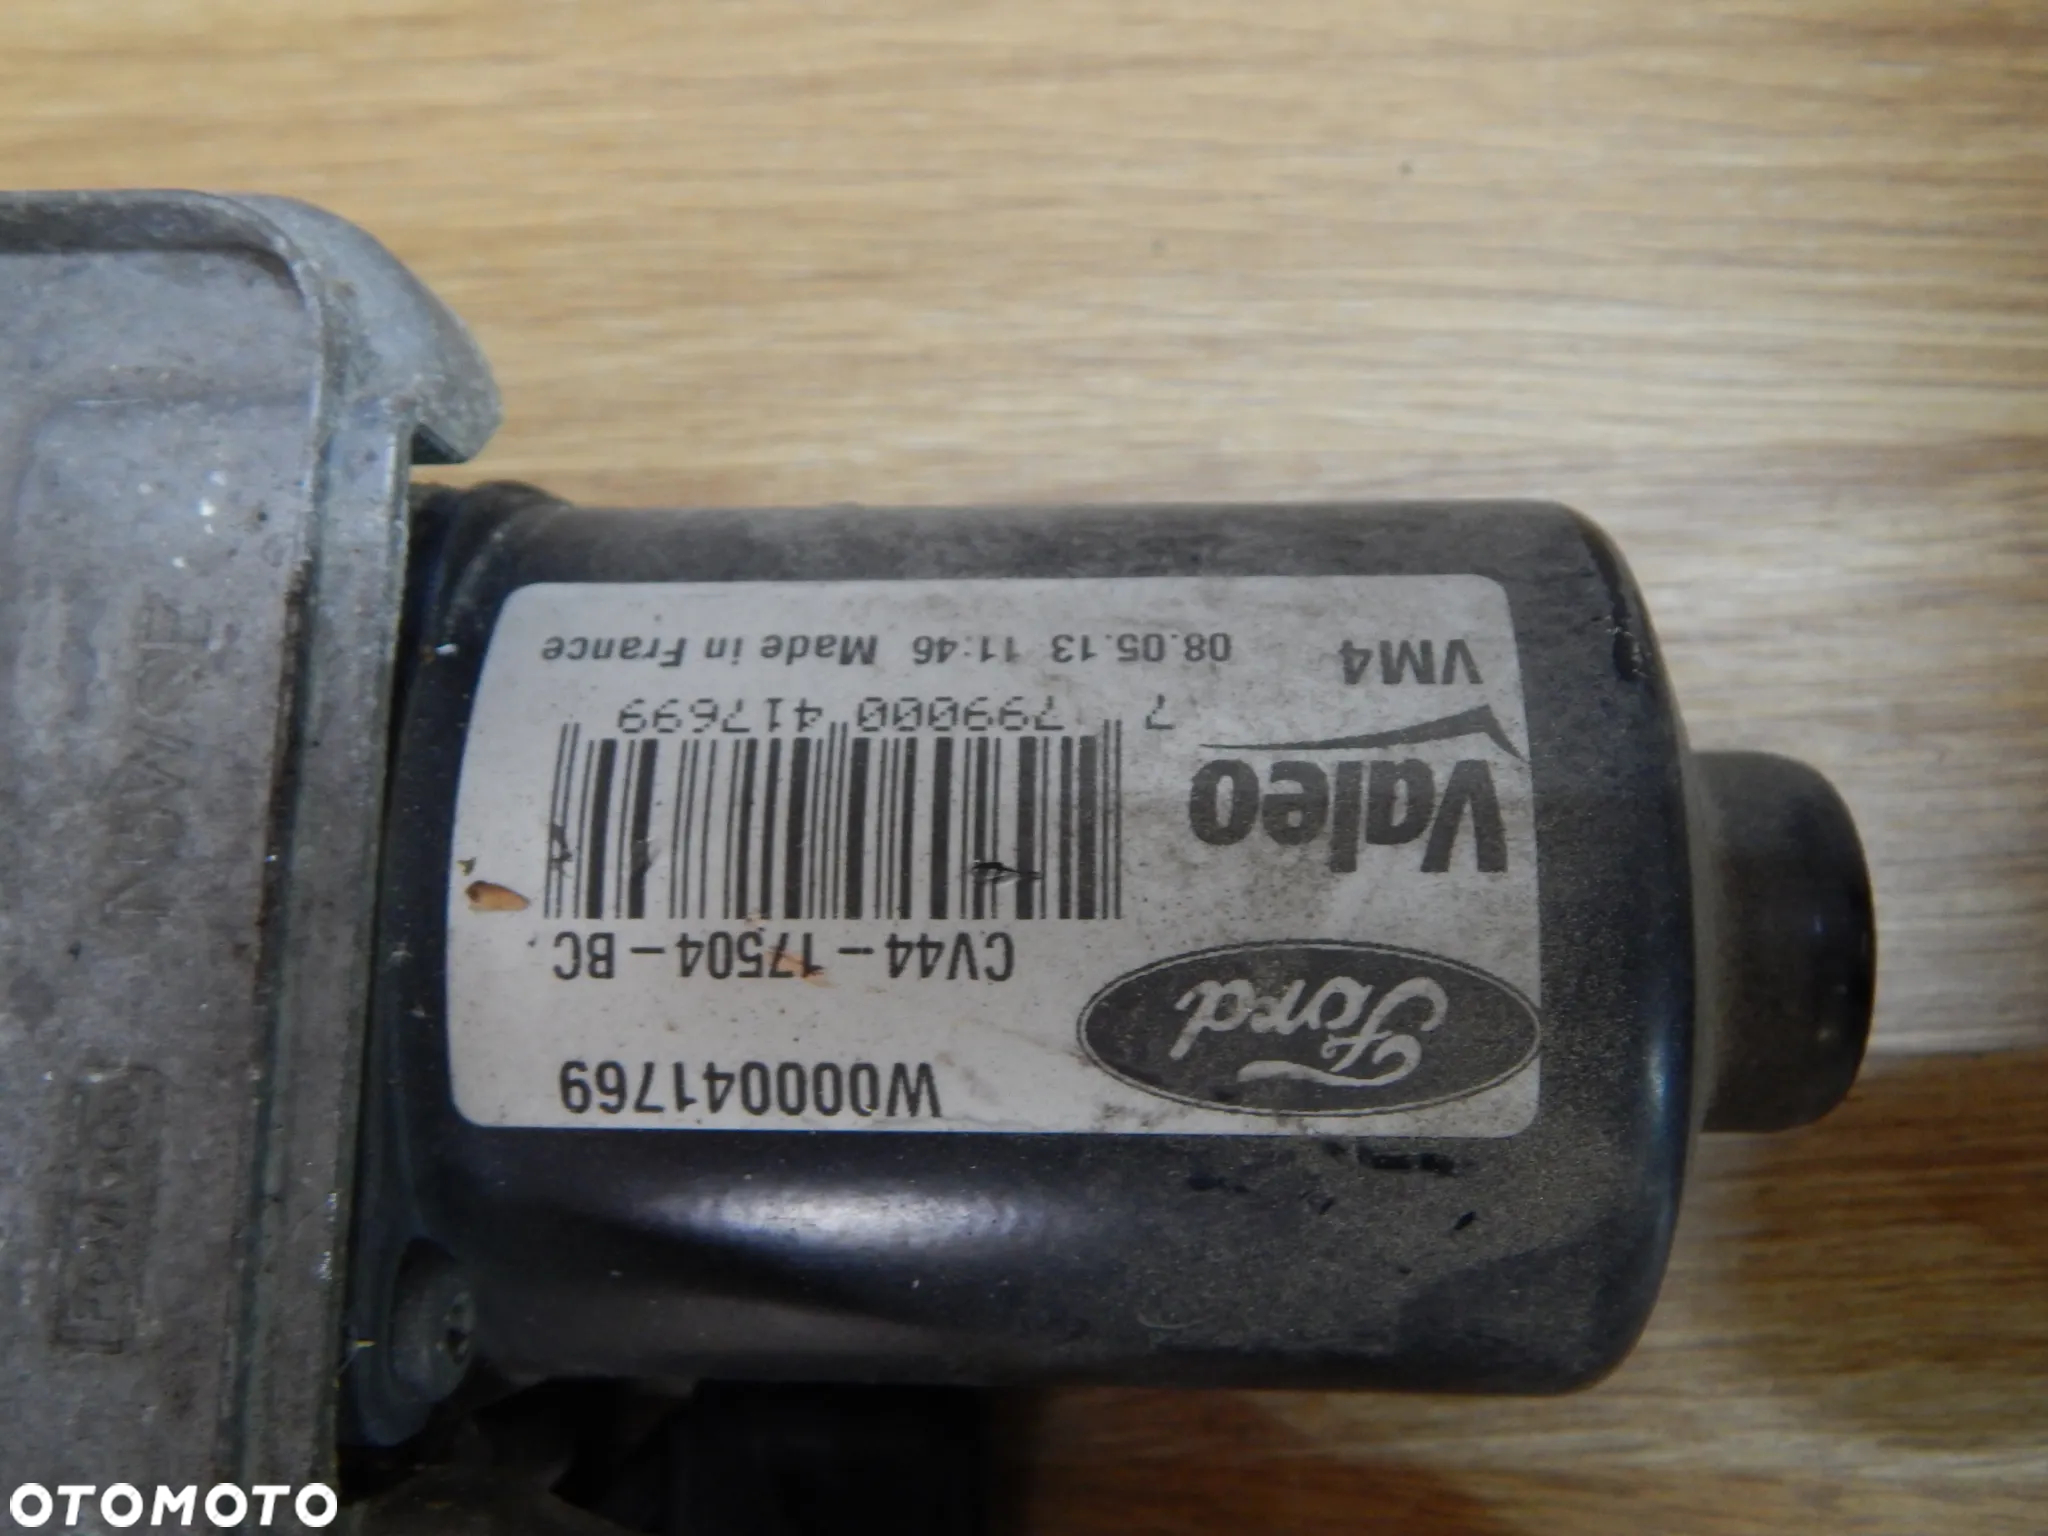 W000041769
Ford
CV44-17504-BC
Valeo
7 799000 417699
VM4 08.05.13 11:46 Made in France
OTOMOTO